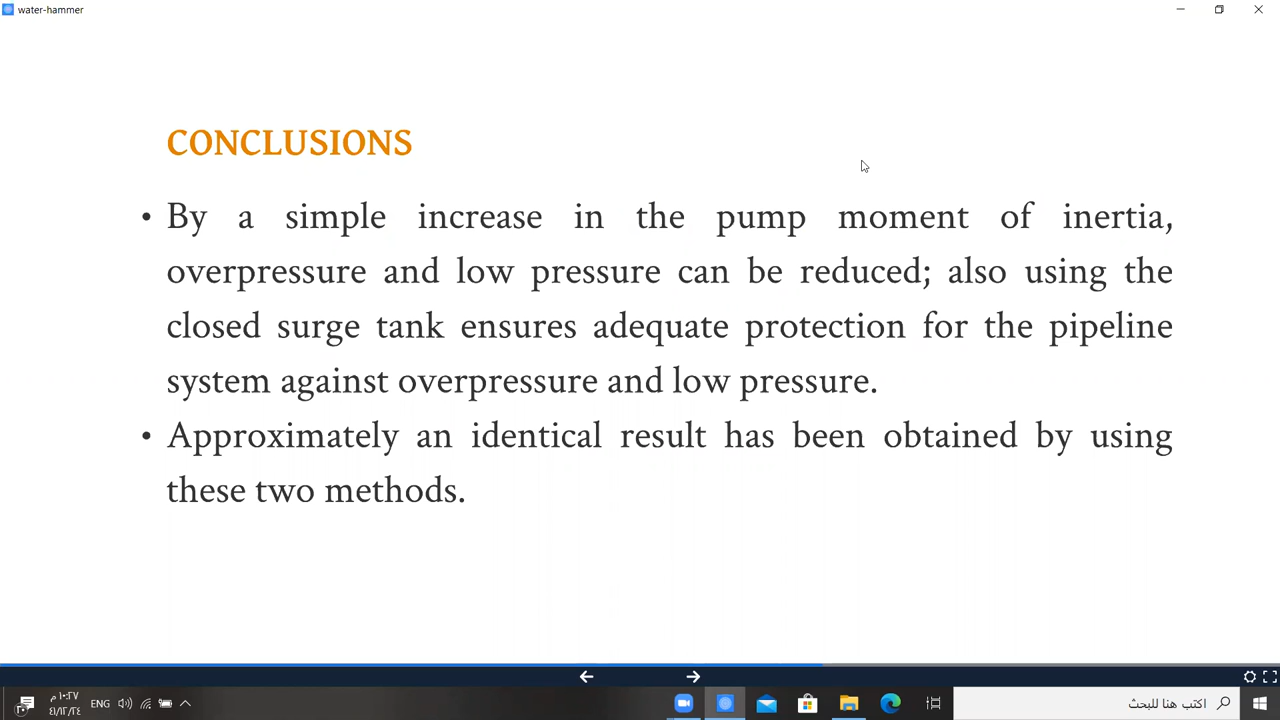 water-hammer
CONCLUSIONS
• By a simple increase in the pump moment of inertia,
overpressure and low pressure can be reduced; also using the
closed surge tank ensures adequate protection for the pipeline
system against overpressure and low pressure.
• Approximately an identical result has been obtained by using
these two methods.
١٠:٢٧ م
ENG
اكتب هنا للبحث